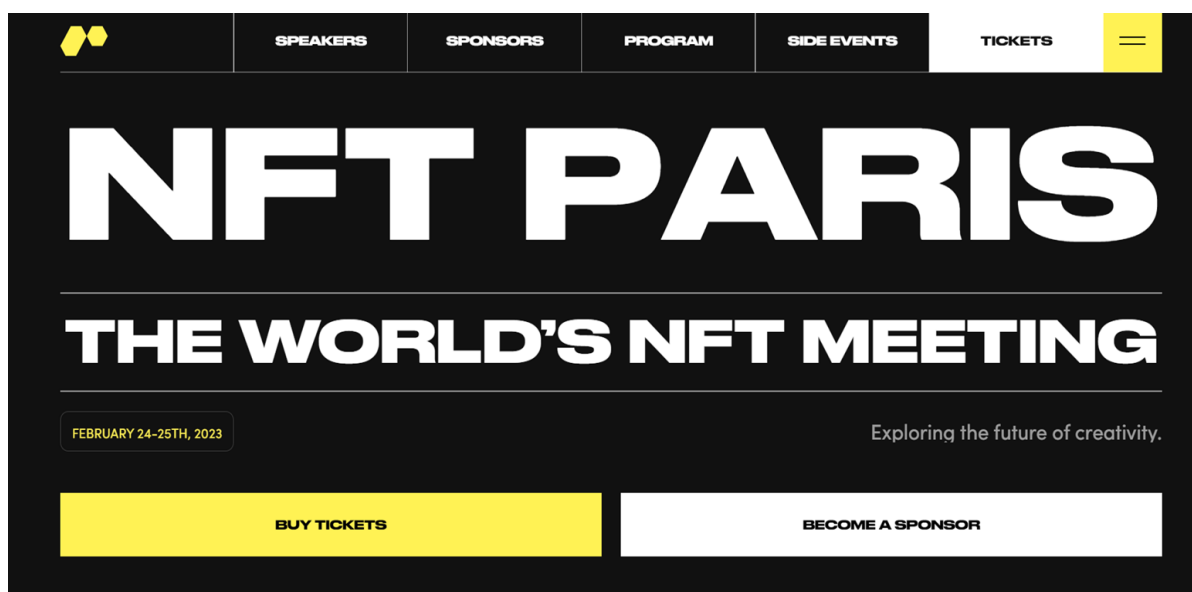 SPEAKERS
SPONSORS
PROGRAM
SIDE EVENTS
TICKETS
NFT PARIS
THE WORLD’S NFT MEETING
FEBRUARY 24-25TH, 2023
Exploring the future of creativity.
BUY TICKETS
BECOME A SPONSOR